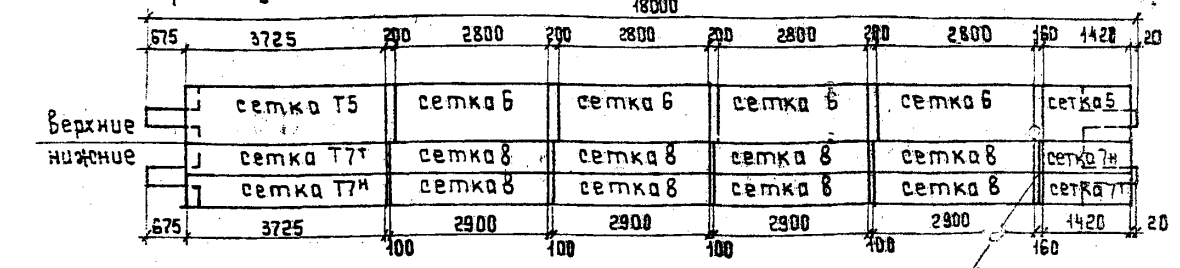 18000
675 3725 200 2800 200 2800 200 2800 200 2800 160 1420 20
сетка Т5 сетка 6 сетка 6 сетка 6 сетка 6 сетка 5
верхние
нижние
сетка Т7т сетка 8 сетка 8 сетка 8 сетка 8 сетка 7н
сетка Т7н сетка 8 сетка 8 сетка 8 сетка 8 сетка 7т
675 3725 2900 2900 2900 2900 1420 20
100 100 100 100 160